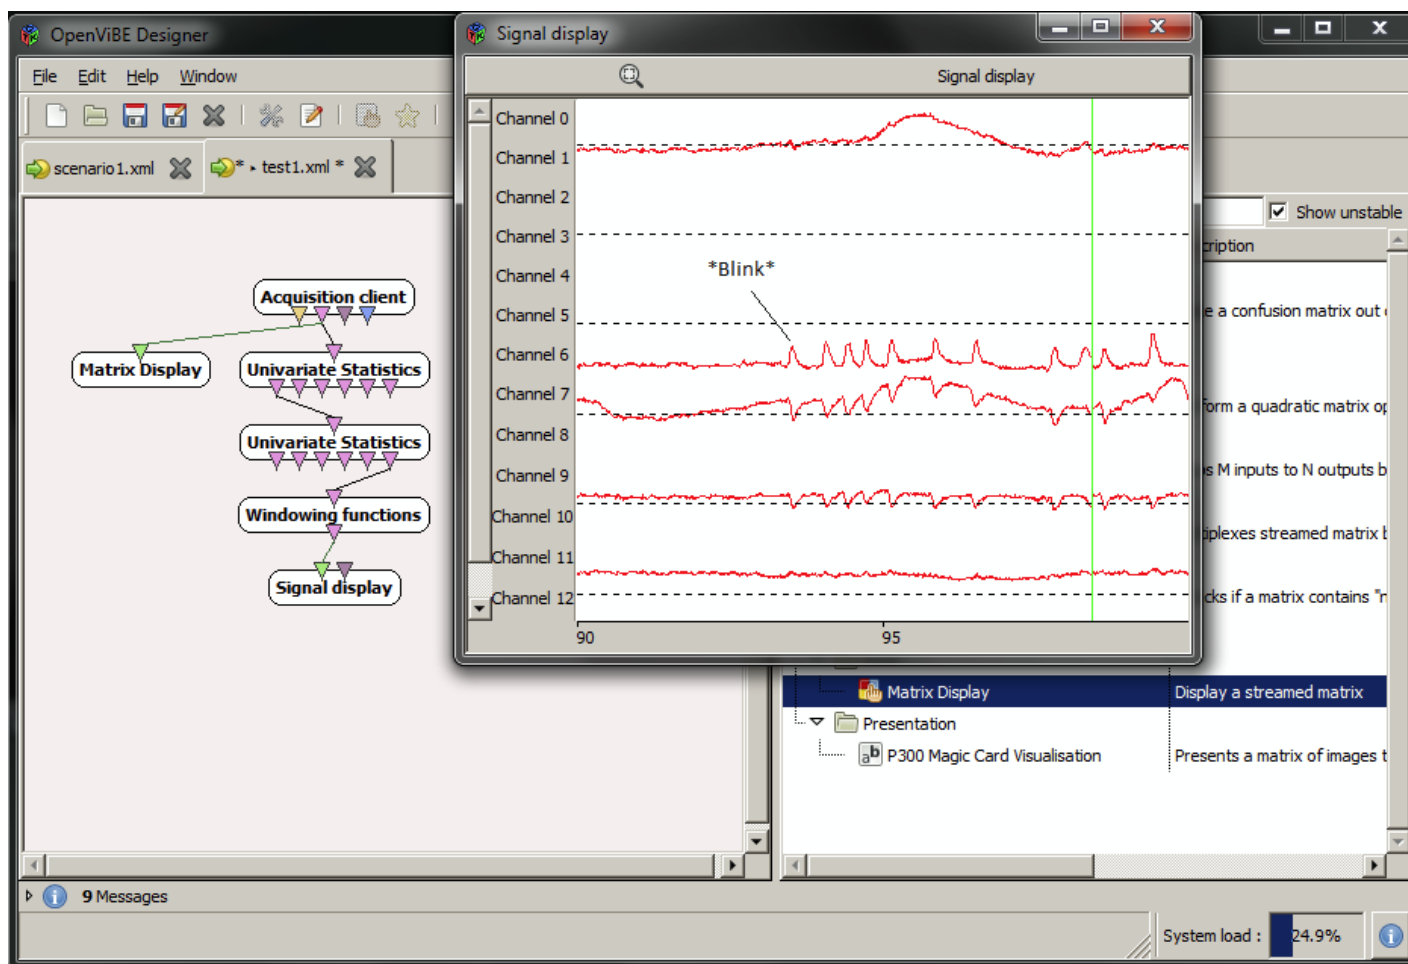 OpenViBE Designer
File Edit Help Window
scenario1.xml
* test1.xml *
Acquisition client
Matrix Display
Univariate Statistics
Univariate Statistics
Windowing functions
Signal display
Signal display
Signal display
Channel 0
Channel 1
Channel 2
Channel 3
Channel 4
Channel 5
Channel 6
Channel 7
Channel 8
Channel 9
Channel 10
Channel 11
Channel 12
*Blink*
90 95
Show unstable
cription
e a confusion matrix out
form a quadratic matrix op
s M inputs to N outputs b
iplexes streamed matrix b
cks if a matrix contains "n
Matrix Display Display a streamed matrix
Presentation
ab P300 Magic Card Visualisation Presents a matrix of images t
9 Messages
System load : 24.9%